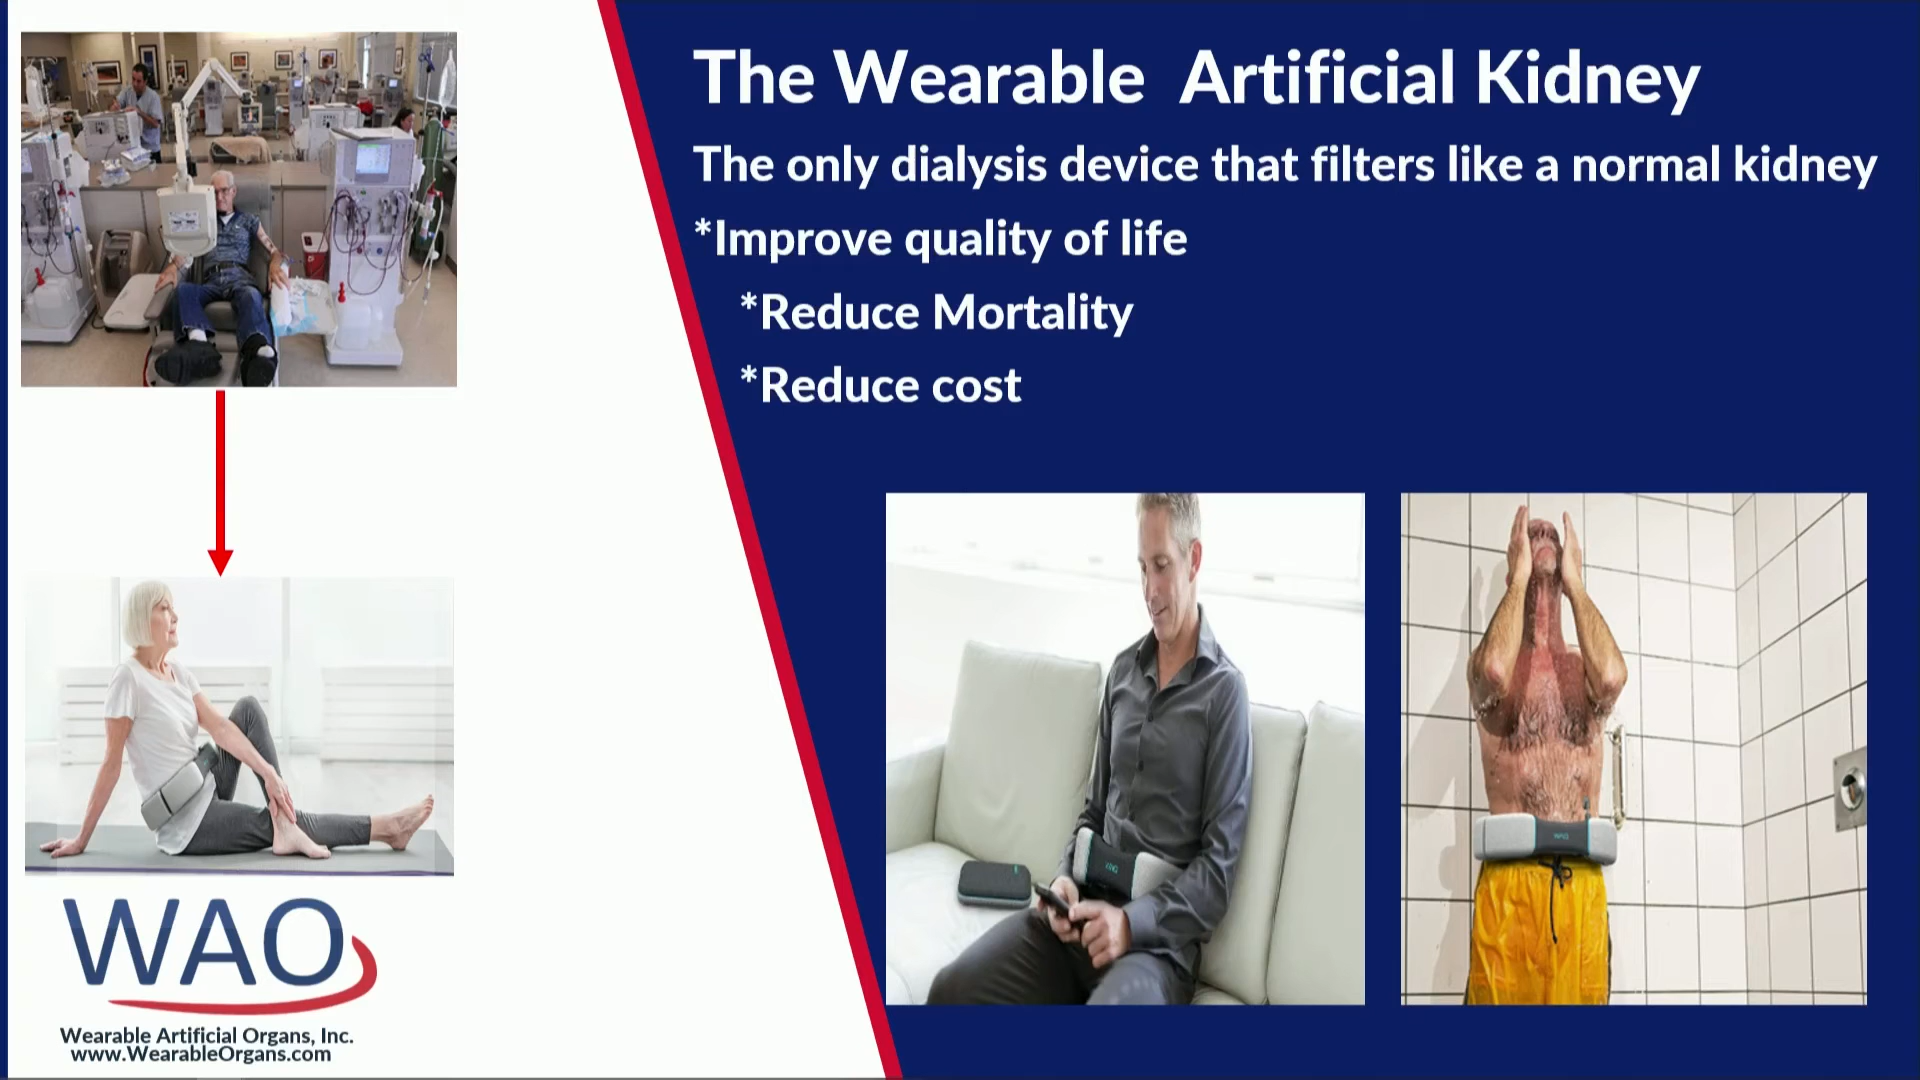 The Wearable  Artificial Kidney
The only dialysis device that filters like a normal kidney
*Improve quality of life
*Reduce Mortality
*Reduce cost
WAO
Wearable Artificial Organs, Inc.
www.WearableOrgans.com